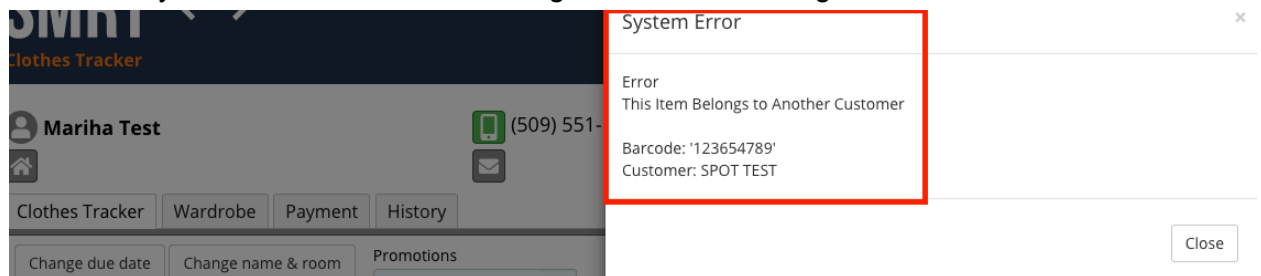 SMRT
Clothes Tracker
System Error
×
Error
This Item Belongs to Another Customer
Barcode: '123654789'
Customer: SPOT TEST
Mariha Test
(509) 551-
Clothes Tracker
Wardrobe
Payment
History
Change due date
Change name & room
Promotions
Close